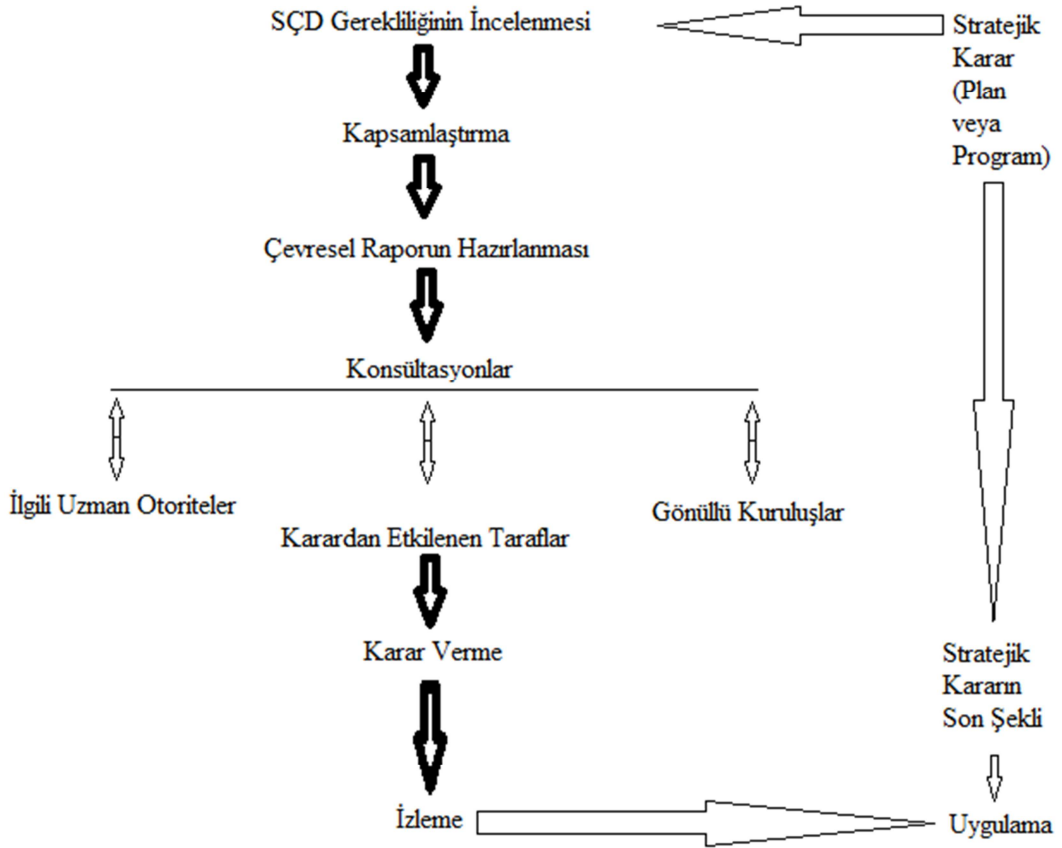 SÇD Gerekliliğinin İncelenmesi
Stratejik
Karar
(Plan
veya
Program)
Kapsamlaştırma
Çevresel Raporun Hazırlanması
Konsültasyonlar
İlgili Uzman Otoriteler
Karardan Etkilenen Taraflar
Gönüllü Kuruluşlar
Karar Verme
Stratejik
Kararın
Son Şekli
İzleme
Uygulama